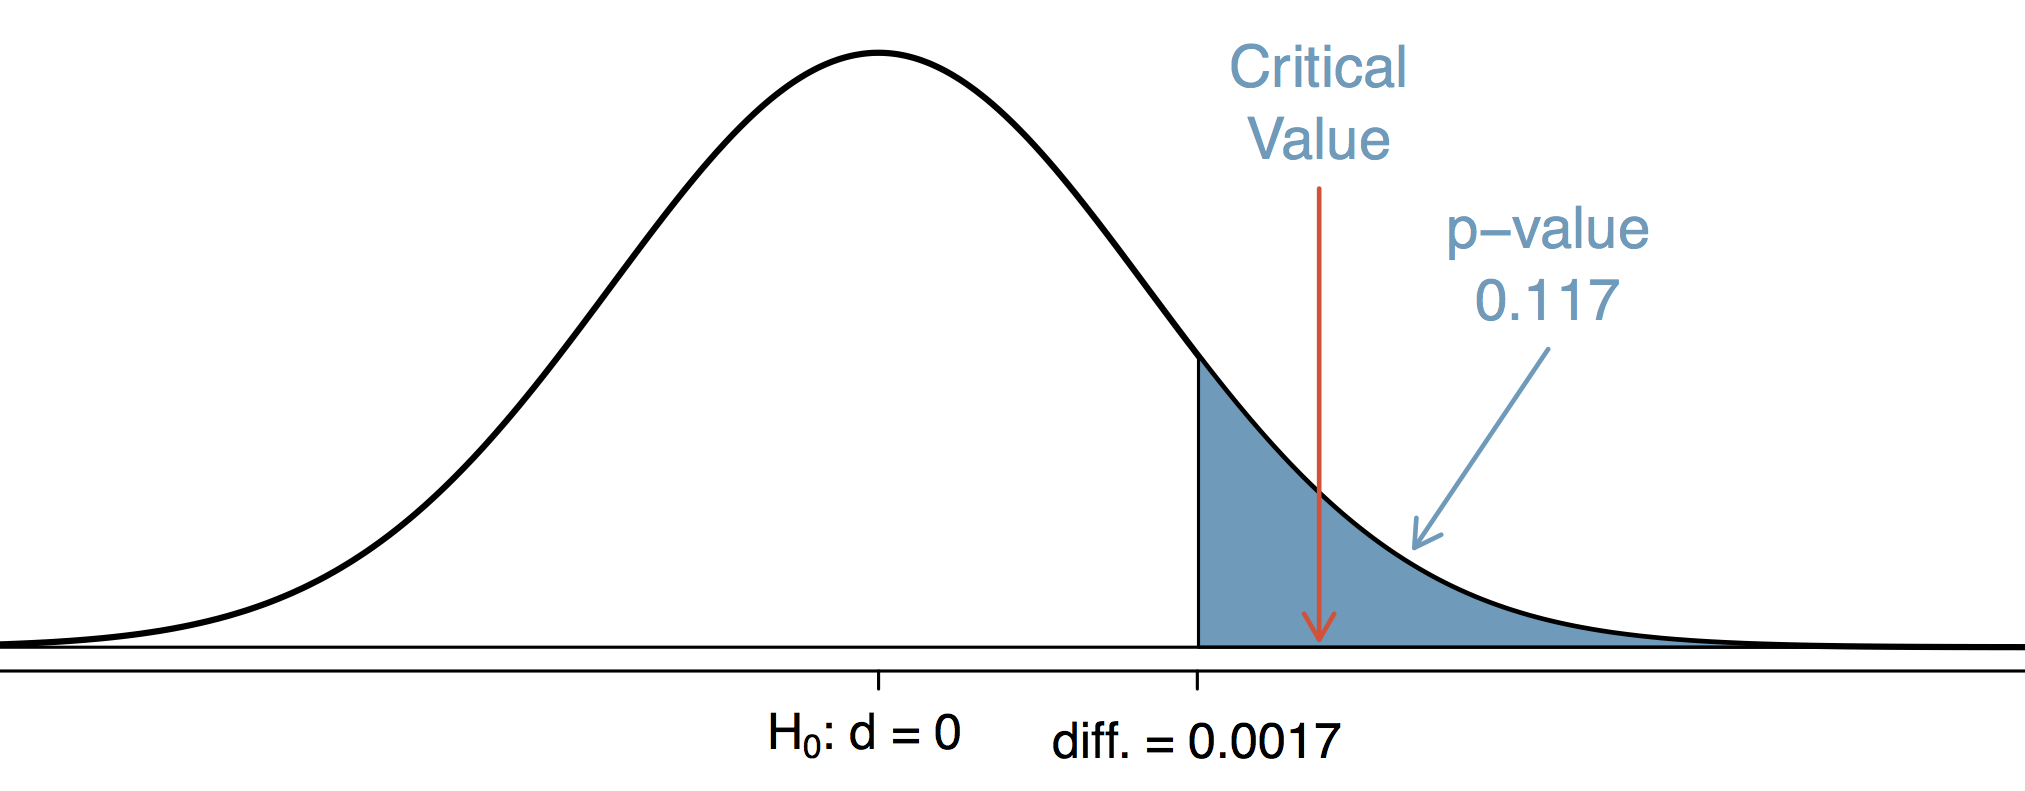 Critical
Value
p–value
0.117
H₀: d = 0
diff. = 0.0017